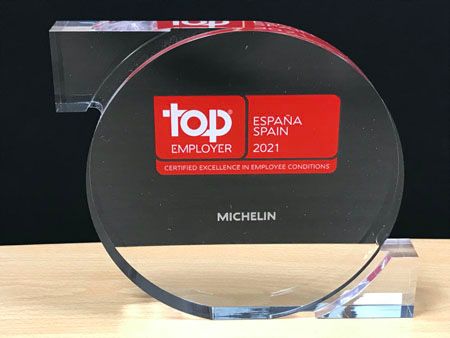 top
EMPLOYER
ESPAÑA
SPAIN
2021
CERTIFIED EXCELLENCE IN EMPLOYEE CONDITIONS
MICHELIN